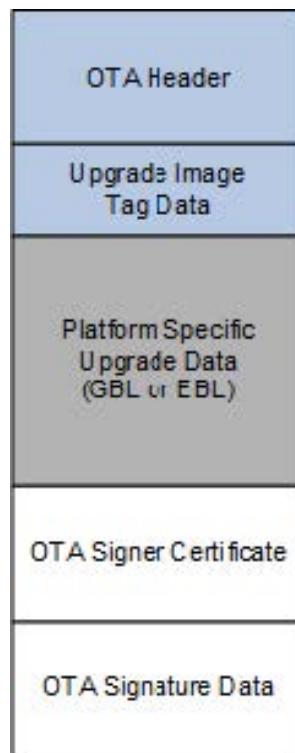 OTA Header
Upgrade Image
Tag Data
Platform Specific
Upgrade Data
(GBL or EBL)
OTA Signer Certificate
OTA Signature Data